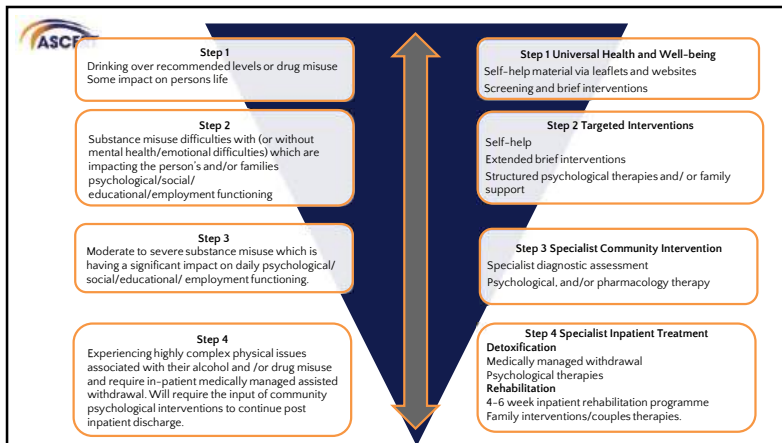 ASCERT
Step 1
Drinking over recommended levels or drug misuse
Some impact on persons life
Step 1 Universal Health and Well-being
Self-help material via leaflets and websites
Screening and brief interventions
Step 2
Substance misuse difficulties with (or without
mental health/emotional difficulties) which are
impacting the person's and/or families
psychological/social/
educational/employment functioning
Step 2 Targeted Interventions
Self-help
Extended brief interventions
Structured psychological therapies and/ or family
support
Step 3
Moderate to severe substance misuse which is
having a significant impact on daily psychological/
social/educational/ employment functioning.
Step 3 Specialist Community Intervention
Specialist diagnostic assessment
Psychological, and/or pharmacology therapy
Step 4
Experiencing highly complex physical issues
associated with their alcohol and /or drug misuse
and require in-patient medically managed assisted
withdrawal. Will require the input of community
psychological interventions to continue post
inpatient discharge.
Step 4 Specialist Inpatient Treatment
Detoxification
Medically managed withdrawal
Psychological therapies
Rehabilitation
4-6 week inpatient rehabilitation programme
Family interventions/couples therapies.